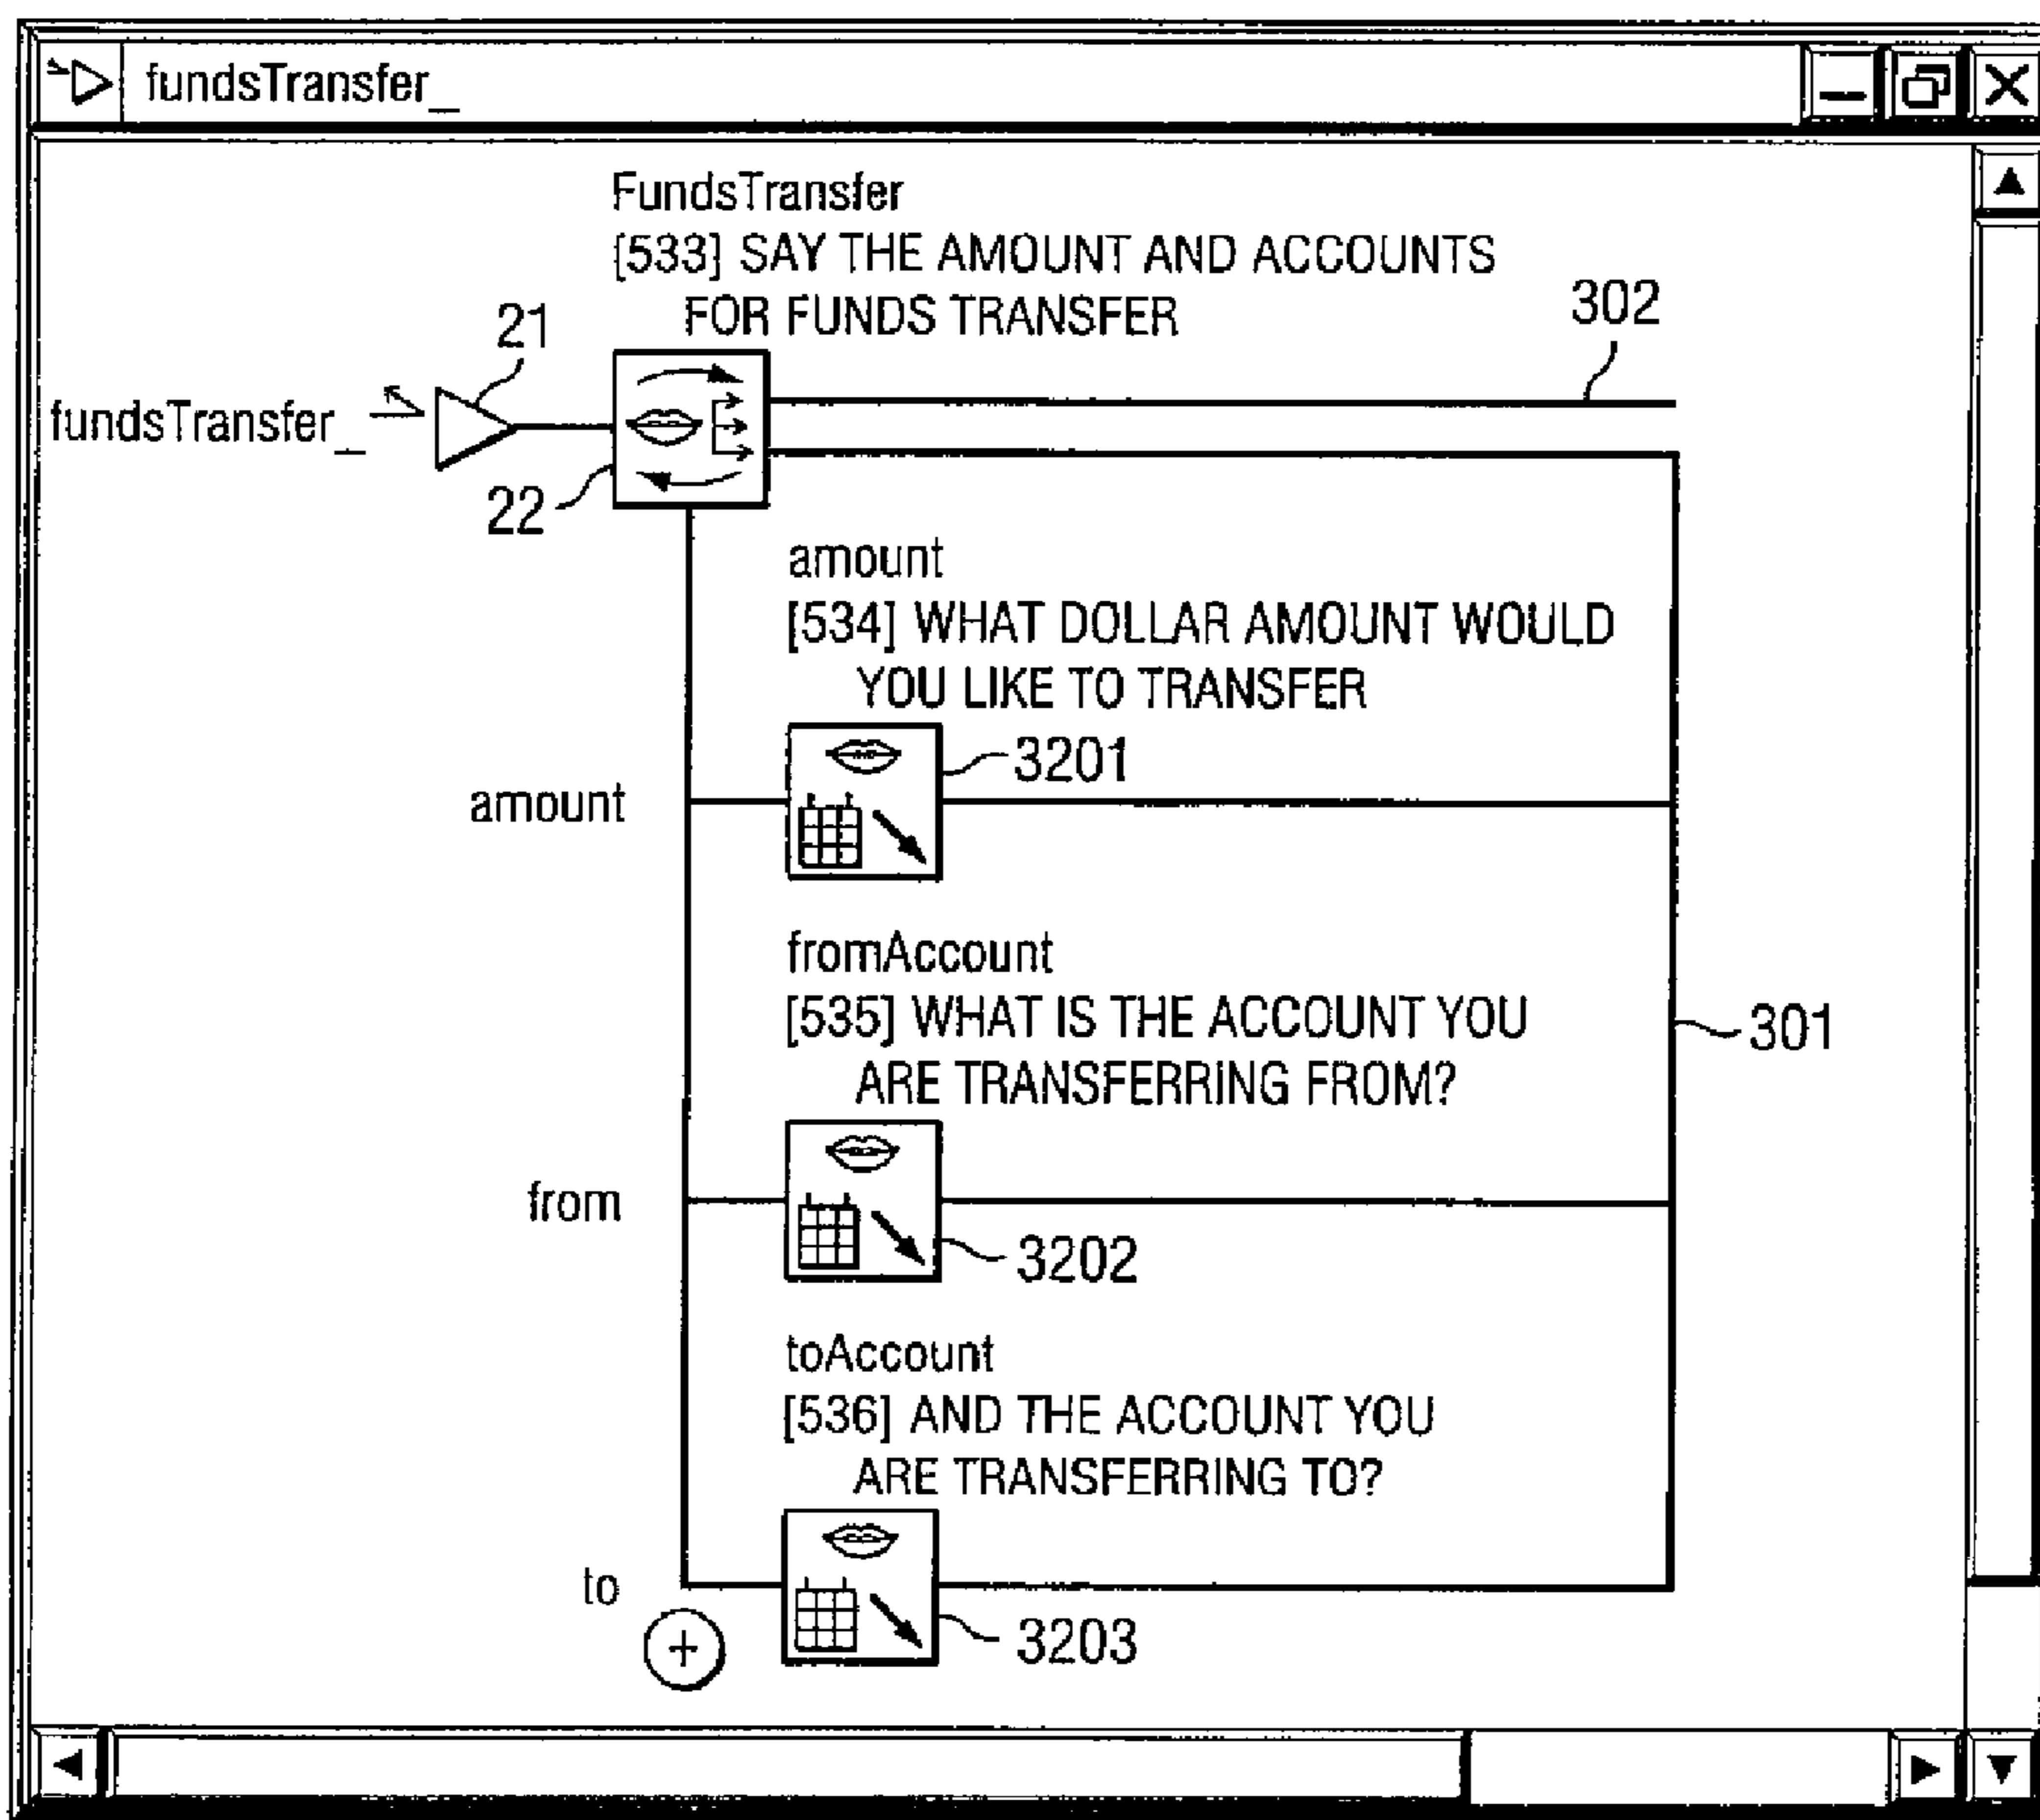 fundsTransfer_
FundsTransfer
[533] SAY THE AMOUNT AND ACCOUNTS
FOR FUNDS TRANSFER
302
21
fundsTransfer_
22
amount
[534] WHAT DOLLAR AMOUNT WOULD
YOU LIKE TO TRANSFER
3201
amount
fromAccount
[535] WHAT IS THE ACCOUNT YOU
ARE TRANSFERRING FROM?
301
from
3202
toAccount
[536] AND THE ACCOUNT YOU
ARE TRANSFERRING TO?
to
3203